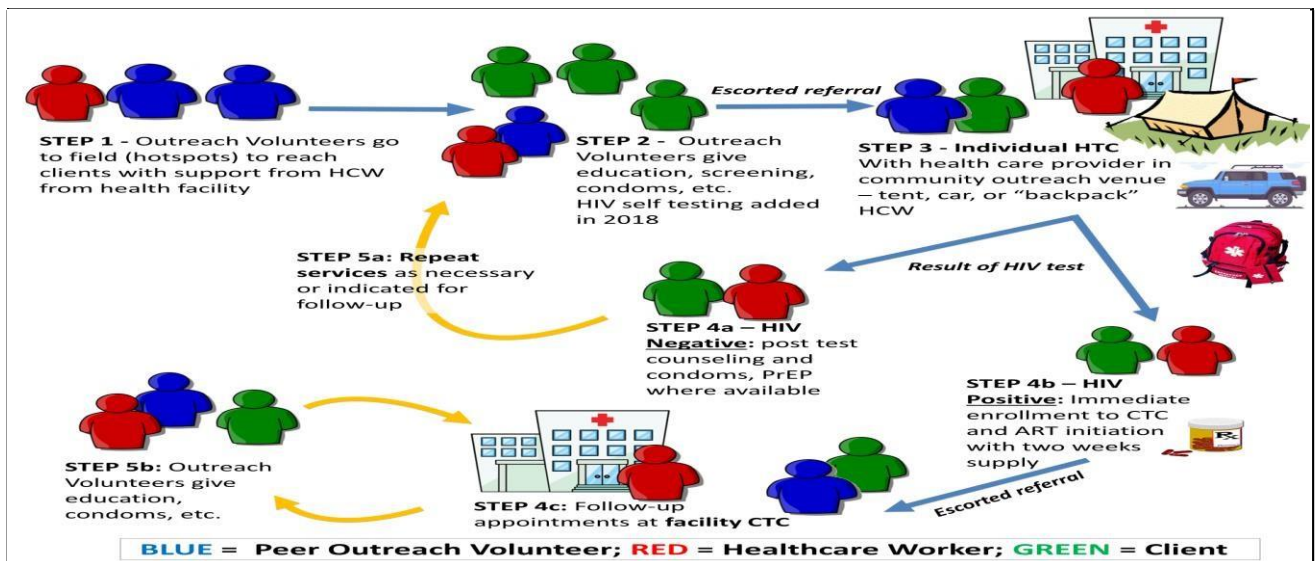 STEP 1 - Outreach Volunteers go
to field (hotspots) to reach
clients with support from HCW
from health facility
STEP 2 - Outreach
Volunteers give
education, screening,
condoms, etc.
HIV self testing added
in 2018
Escorted referral
STEP 3 - Individual HTC
With health care provider in
community outreach venue
– tent, car, or “backpack”
HCW
Result of HIV test
STEP 4a – HIV
Negative: post test
counseling and
condoms, PrEP
where available
STEP 5a: Repeat
services as necessary
or indicated for
follow-up
STEP 4b – HIV
Positive: Immediate
enrollment to CTC
and ART initiation
with two weeks
supply
Rx
Escorted referral
STEP 4c: Follow-up
appointments at facility CTC
STEP 5b: Outreach
Volunteers give
education,
condoms, etc.
BLUE = Peer Outreach Volunteer; RED = Healthcare Worker; GREEN = Client